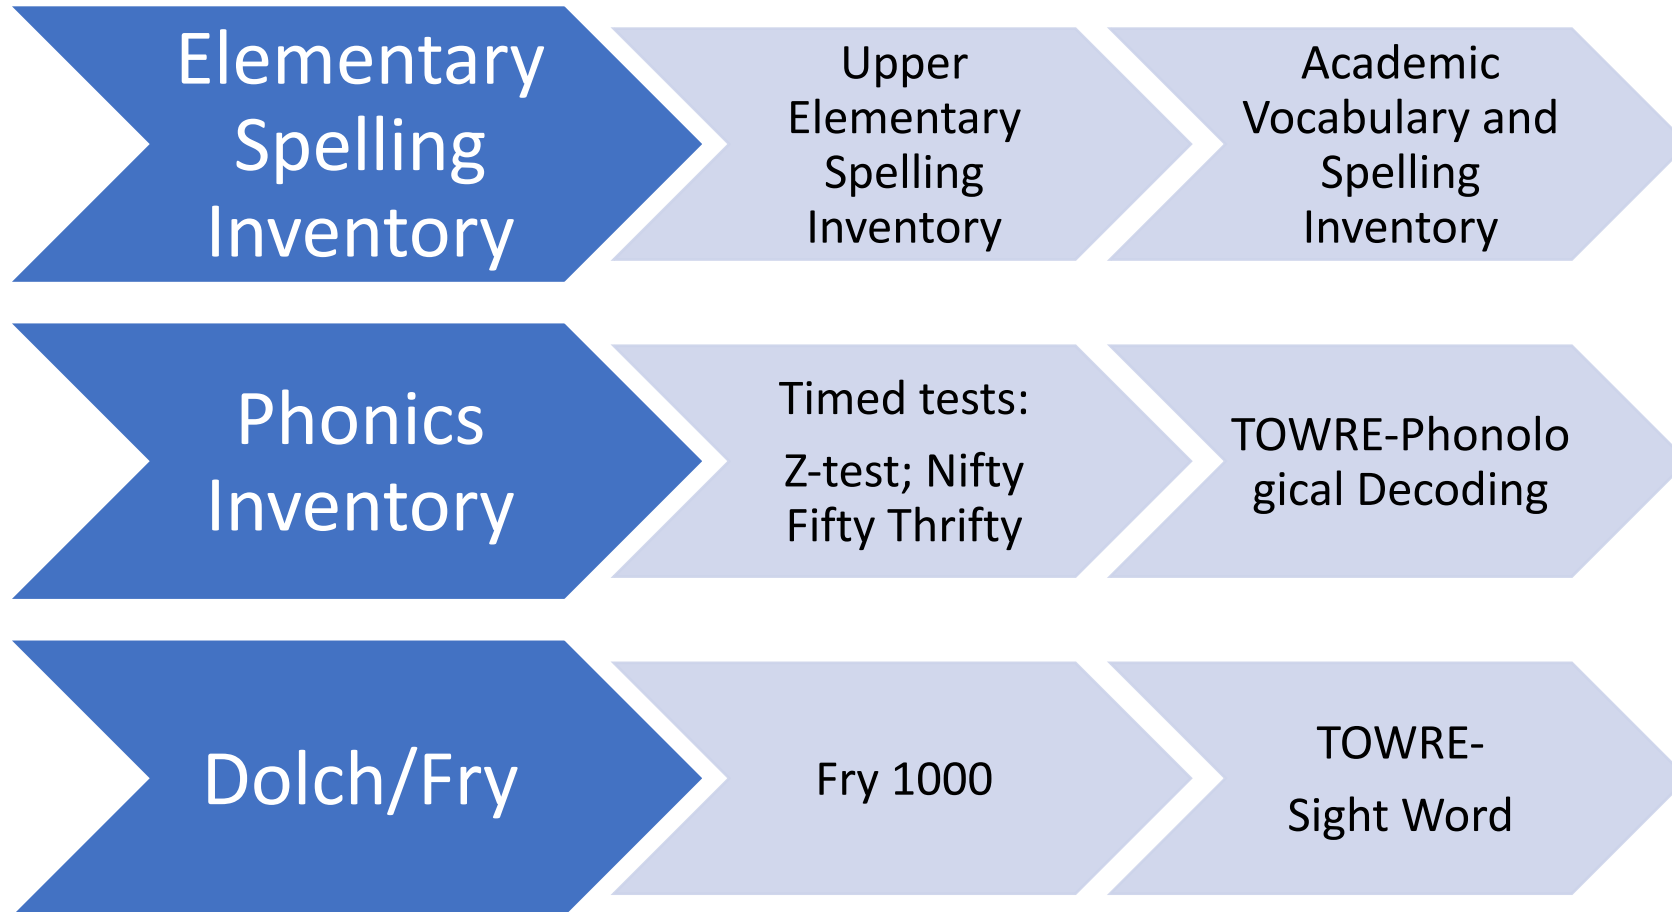 Elementary
Spelling
Inventory
Upper
Elementary
Spelling
Inventory
Academic
Vocabulary and
Spelling
Inventory
Phonics
Inventory
Timed tests:
Z-test; Nifty
Fifty Thrifty
TOWRE-Phonolo
gical Decoding
Dolch/Fry
Fry 1000
TOWRE-
Sight Word